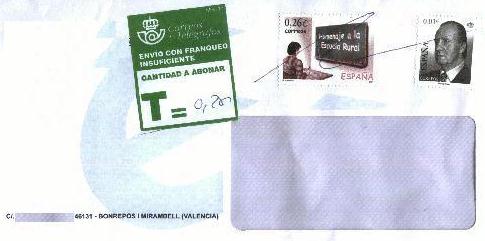 Correos
y Telégrafos
ENVIO CON FRANQUEO
INSUFICIENTE
CANTIDAD A ABONAR
T=
0,26€
correos
Homenaje a la
Escuela Rural
ESPAÑA
0,01€
ESPAÑA
C/. 46131 - BONREPOS I MIRAMBELL (VALENCIA)